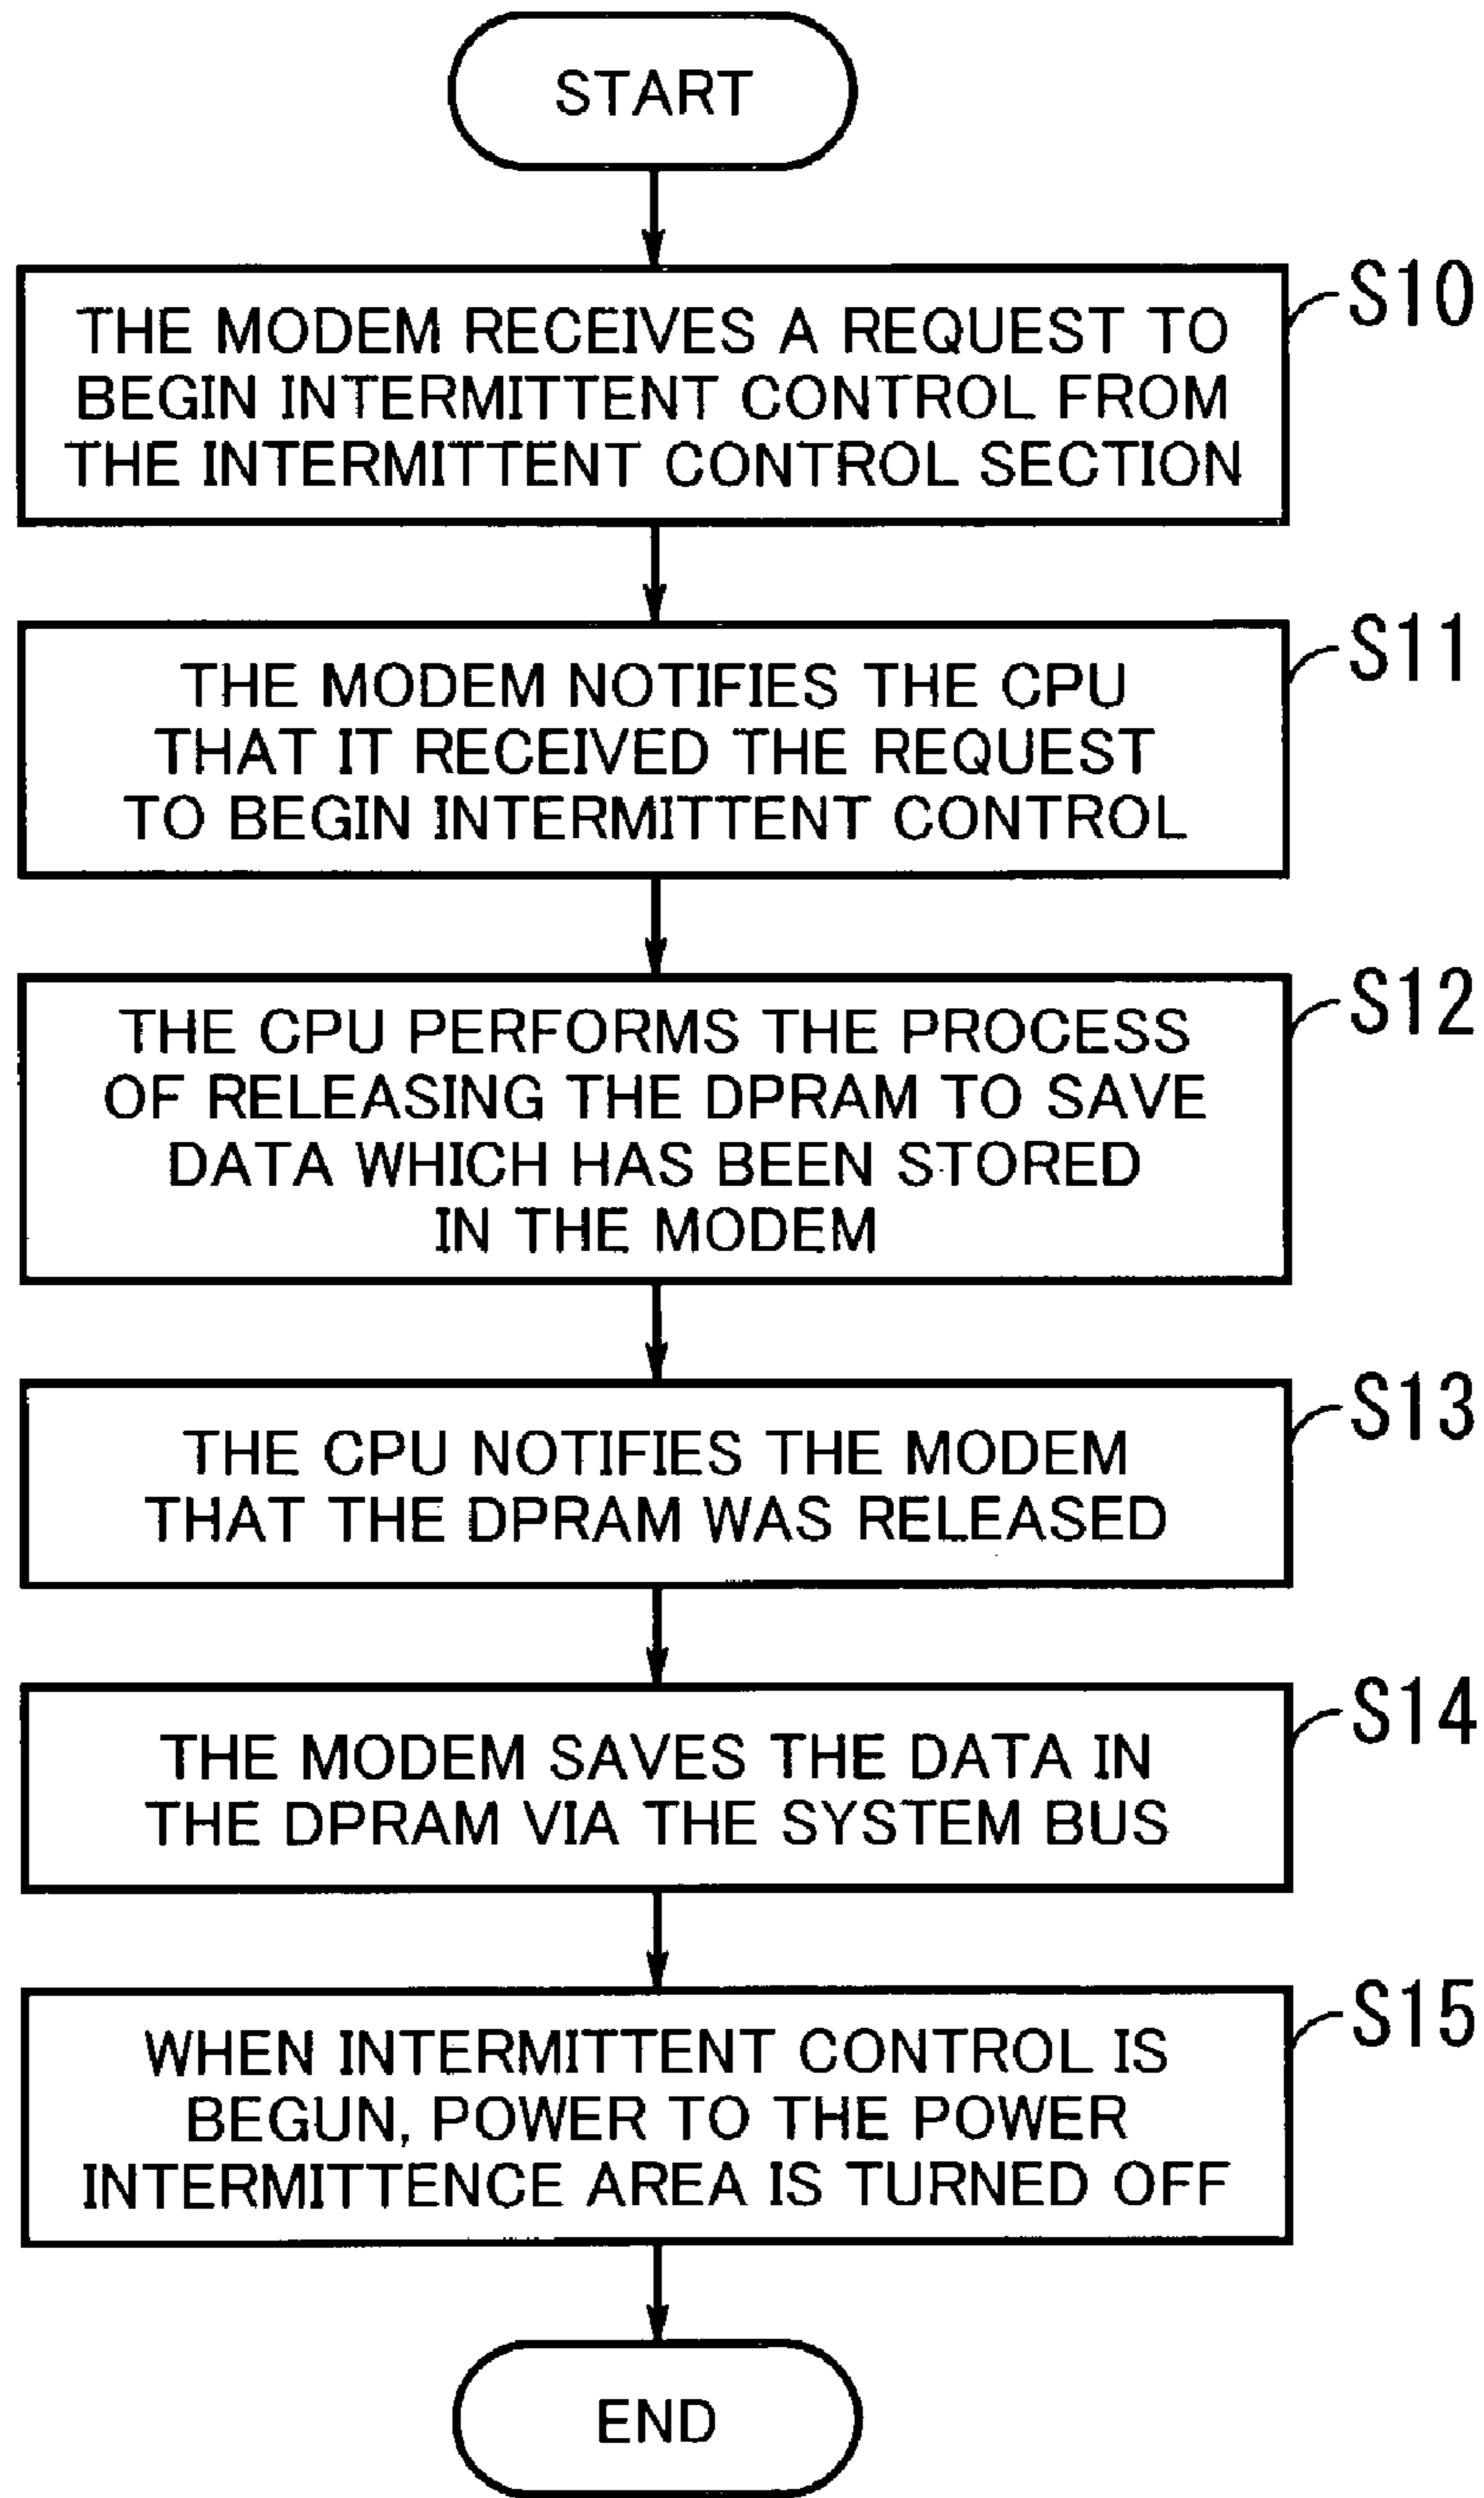 START
S10
THE MODEM RECEIVES A REQUEST TO
BEGIN INTERMITTENT CONTROL FROM
THE INTERMITTENT CONTROL SECTION
S11
THE MODEM NOTIFIES THE CPU
THAT IT RECEIVED THE REQUEST
TO BEGIN INTERMITTENT CONTROL
S12
THE CPU PERFORMS THE PROCESS
OF RELEASING THE DPRAM TO SAVE
DATA WHICH HAS BEEN STORED
IN THE MODEM
S13
THE CPU NOTIFIES THE MODEM
THAT THE DPRAM WAS RELEASED
S14
THE MODEM SAVES THE DATA IN
THE DPRAM VIA THE SYSTEM BUS
S15
WHEN INTERMITTENT CONTROL IS
BEGUN, POWER TO THE POWER
INTERMITTENCE AREA IS TURNED OFF
END